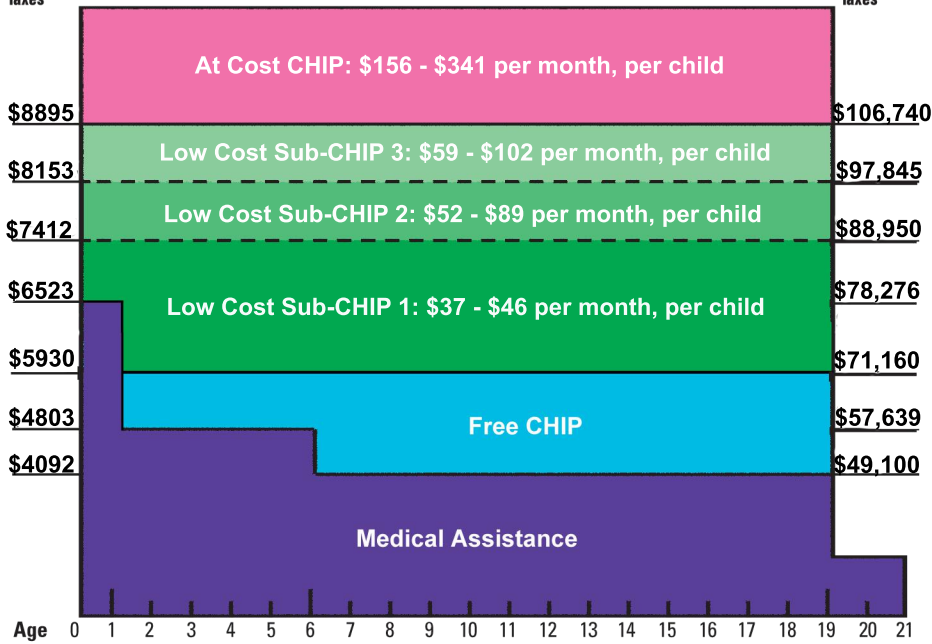 Taxes Taxes
At Cost CHIP: $156 - $341 per month, per child
$8895 $106,740
Low Cost Sub-CHIP 3: $59 - $102 per month, per child
$8153 $97,845
Low Cost Sub-CHIP 2: $52 - $89 per month, per child
$7412 $88,950
$6523 $78,276
Low Cost Sub-CHIP 1: $37 - $46 per month, per child
$5930 $71,160
$4803 $57,639
Free CHIP
$4092 $49,100
Medical Assistance
Age 0 1 2 3 4 5 6 7 8 9 10 11 12 13 14 15 16 17 18 19 20 21